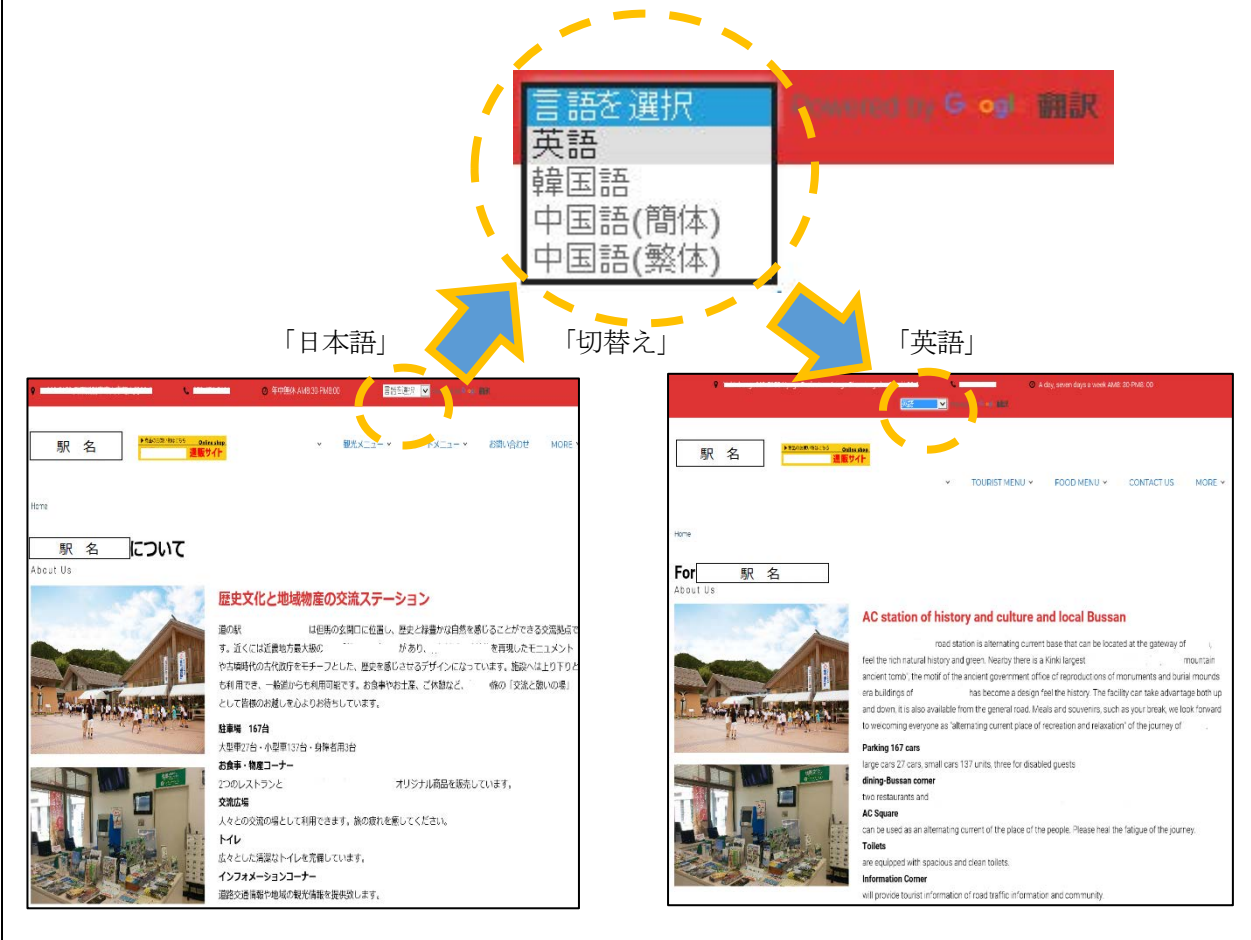 言語を選択
Powered by Google 翻訳
英語
韓国語
中国語(簡体)
中国語(繁体)
「日本語」
「切替え」
「英語」
年中無休 AM8:30-PM8:00
言語を選択
翻訳
駅 名
Online shop
通販サイト
観光メニュー
お問い合わせ
MORE
Home
駅 名 について
About Us
歴史文化と地域物産の交流ステーション
道の駅 は但馬の玄関口に位置し、歴史と緑豊かな自然を感じることができる交流拠点で
す。近くには近畿地方最大級の があり、 を再現したモニュメント
や古墳時代の古代政庁をモチーフとした、歴史を感じさせるデザインになっています。施設へは上り下りと
も利用でき、一般道からも利用可能です。お食事やお土産、ご休憩など、 旅の「交流と憩いの場」
として皆様のお越しを心よりお待ちしています。
駐車場 167台
大型車27台・小型車137台・身障者用3台
お食事・物産コーナー
2つのレストランと オリジナル商品を販売しています。
交流広場
人々との交流の場として利用できます。旅の疲れを癒してください。
トイレ
広々とした清潔なトイレを完備しています。
インフォメーションコーナー
道路交通情報や地域の観光情報を提供致します。
A day, seven days a week AM8: 30-PM8: 00
英語
翻訳
駅 名
Online shop
通販サイト
TOURIST MENU
FOOD MENU
CONTACT US
MORE
Home
For 駅 名
About Us
AC station of history and culture and local Bussan
road station is alternating current base that can be located at the gateway of
feel the rich natural history and green. Nearby there is a Kinki largest mountain
ancient tomb", the motif of the ancient government office of reproductions of monuments and burial mounds
era buildings of has become a design feel the history. The facility can take advantage both up
and down, it is also available from the general road. Meals and souvenirs, such as your break, we look forward
to welcoming everyone as "alternating current place of recreation and relaxation" of the journey of
Parking 167 cars
large cars 27 cars, small cars 137 units, three for disabled guests
dining-Bussan corner
two restaurants and
AC Square
can be used as an alternating current of the place of the people. Please heal the fatigue of the journey.
Toilets
are equipped with spacious and clean toilets.
Information Corner
will provide tourist information of road traffic information and community